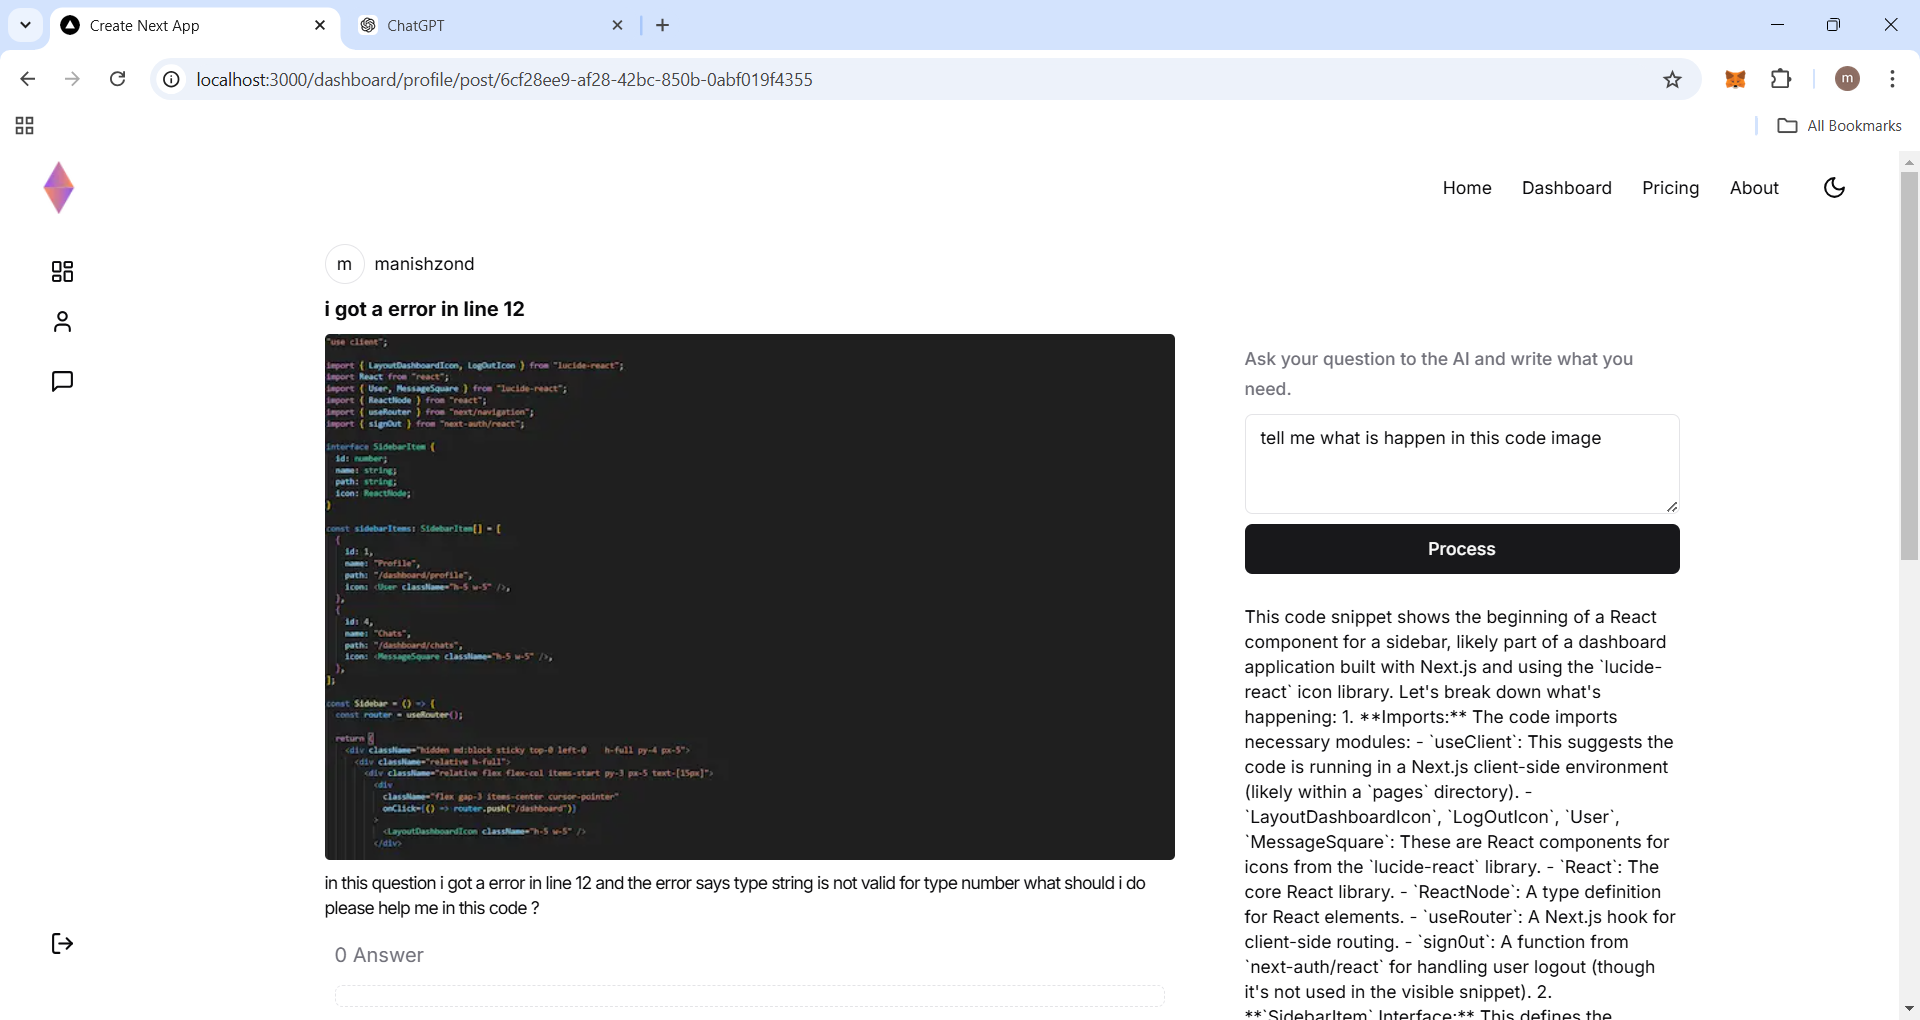 Create Next App
ChatGPT
localhost:3000/dashboard/profile/post/6cf28ee9-af28-42bc-850b-0abf019f4355
m
All Bookmarks
Home Dashboard Pricing About
m manishzond
i got a error in line 12
"use client";
import { LayoutDashboardIcon, LogOutIcon } from "lucide-react";
import React from "react";
import { User, MessageSquare } from "lucide-react";
import { ReactNode } from "react";
import { useRouter } from "next/navigation";
import { signOut } from "next-auth/react";
interface SidebarItem {
id: number;
name: string;
path: string;
icon: ReactNode;
}
const sidebarItems: SidebarItem[] = [
{
id: 1,
name: "Profile",
path: "/dashboard/profile",
icon: <User className="h-5 w-5" />,
},
{
id: 4,
name: "Chats",
path: "/dashboard/chats",
icon: <MessageSquare className="h-5 w-5" />,
},
];
const Sidebar = () => {
const router = useRouter();
return (
<div className="hidden md:block sticky top-0 left-0 h-full py-4 px-5">
<div className="relative h-full">
<div className="relative flex flex-col items-start py-3 px-5 text-[15px]">
<div
className="flex gap-3 items-center cursor-pointer"
onClick={() => router.push("/dashboard")}
>
<LayoutDashboardIcon className="h-5 w-5" />
</div>
in this question i got a error in line 12 and the error says type string is not valid for type number what should i do
please help me in this code ?
0 Answer
Ask your question to the AI and write what you
need.
tell me what is happen in this code image
Process
This code snippet shows the beginning of a React
component for a sidebar, likely part of a dashboard
application built with Next.js and using the `lucide-
react` icon library. Let's break down what's
happening: 1. **Imports:** The code imports
necessary modules: - `useClient`: This suggests the
code is running in a Next.js client-side environment
(likely within a `pages` directory). -
`LayoutDashboardIcon`, `LogOutIcon`, `User`,
`MessageSquare`: These are React components for
icons from the `lucide-react` library. - `React`: The
core React library. - `ReactNode`: A type definition
for React elements. - `useRouter`: A Next.js hook for
client-side routing. - `sign0ut`: A function from
`next-auth/react` for handling user logout (though
it's not used in the visible snippet). 2.
**`SidebarItem` Interface:** This defines the